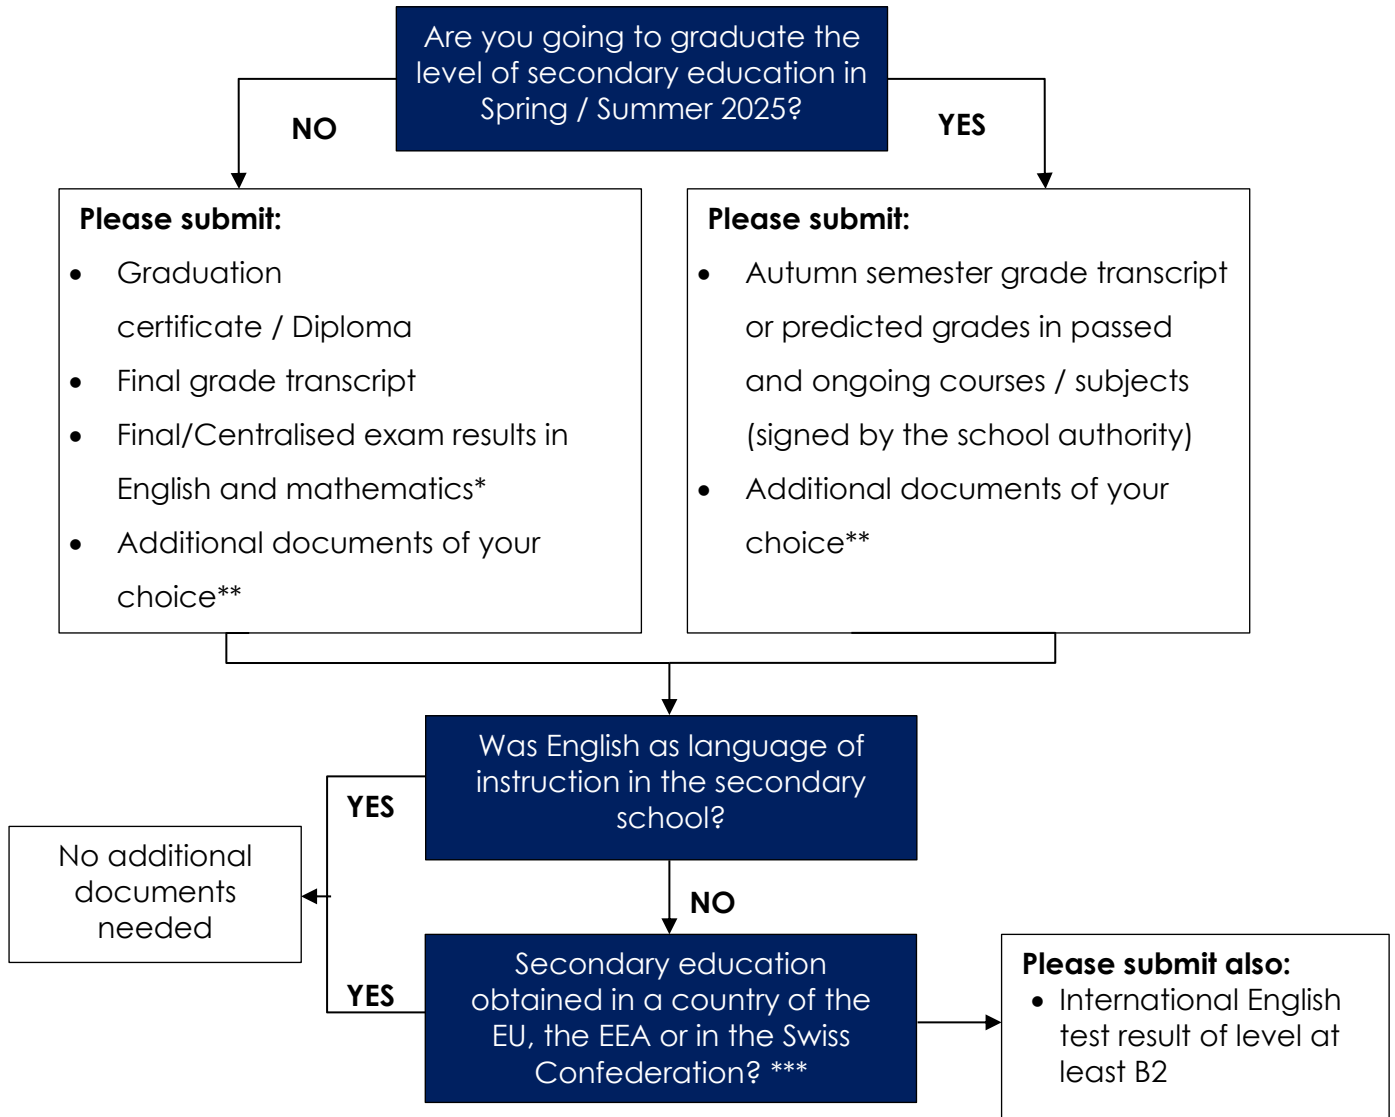 Are you going to graduate the
level of secondary education in
Spring / Summer 2025?
NO
YES
Please submit:
• Graduation
certificate / Diploma
• Final grade transcript
• Final/Centralised exam results in
English and mathematics*
• Additional documents of your
choice**
Please submit:
• Autumn semester grade transcript
or predicted grades in passed
and ongoing courses / subjects
(signed by the school authority)
• Additional documents of your
choice**
Was English as language of
instruction in the secondary
school?
YES
No additional
documents
needed
NO
Secondary education
obtained in a country of the
EU, the EEA or in the Swiss
Confederation? ***
YES
Please submit also:
• International English
test result of level at
least B2